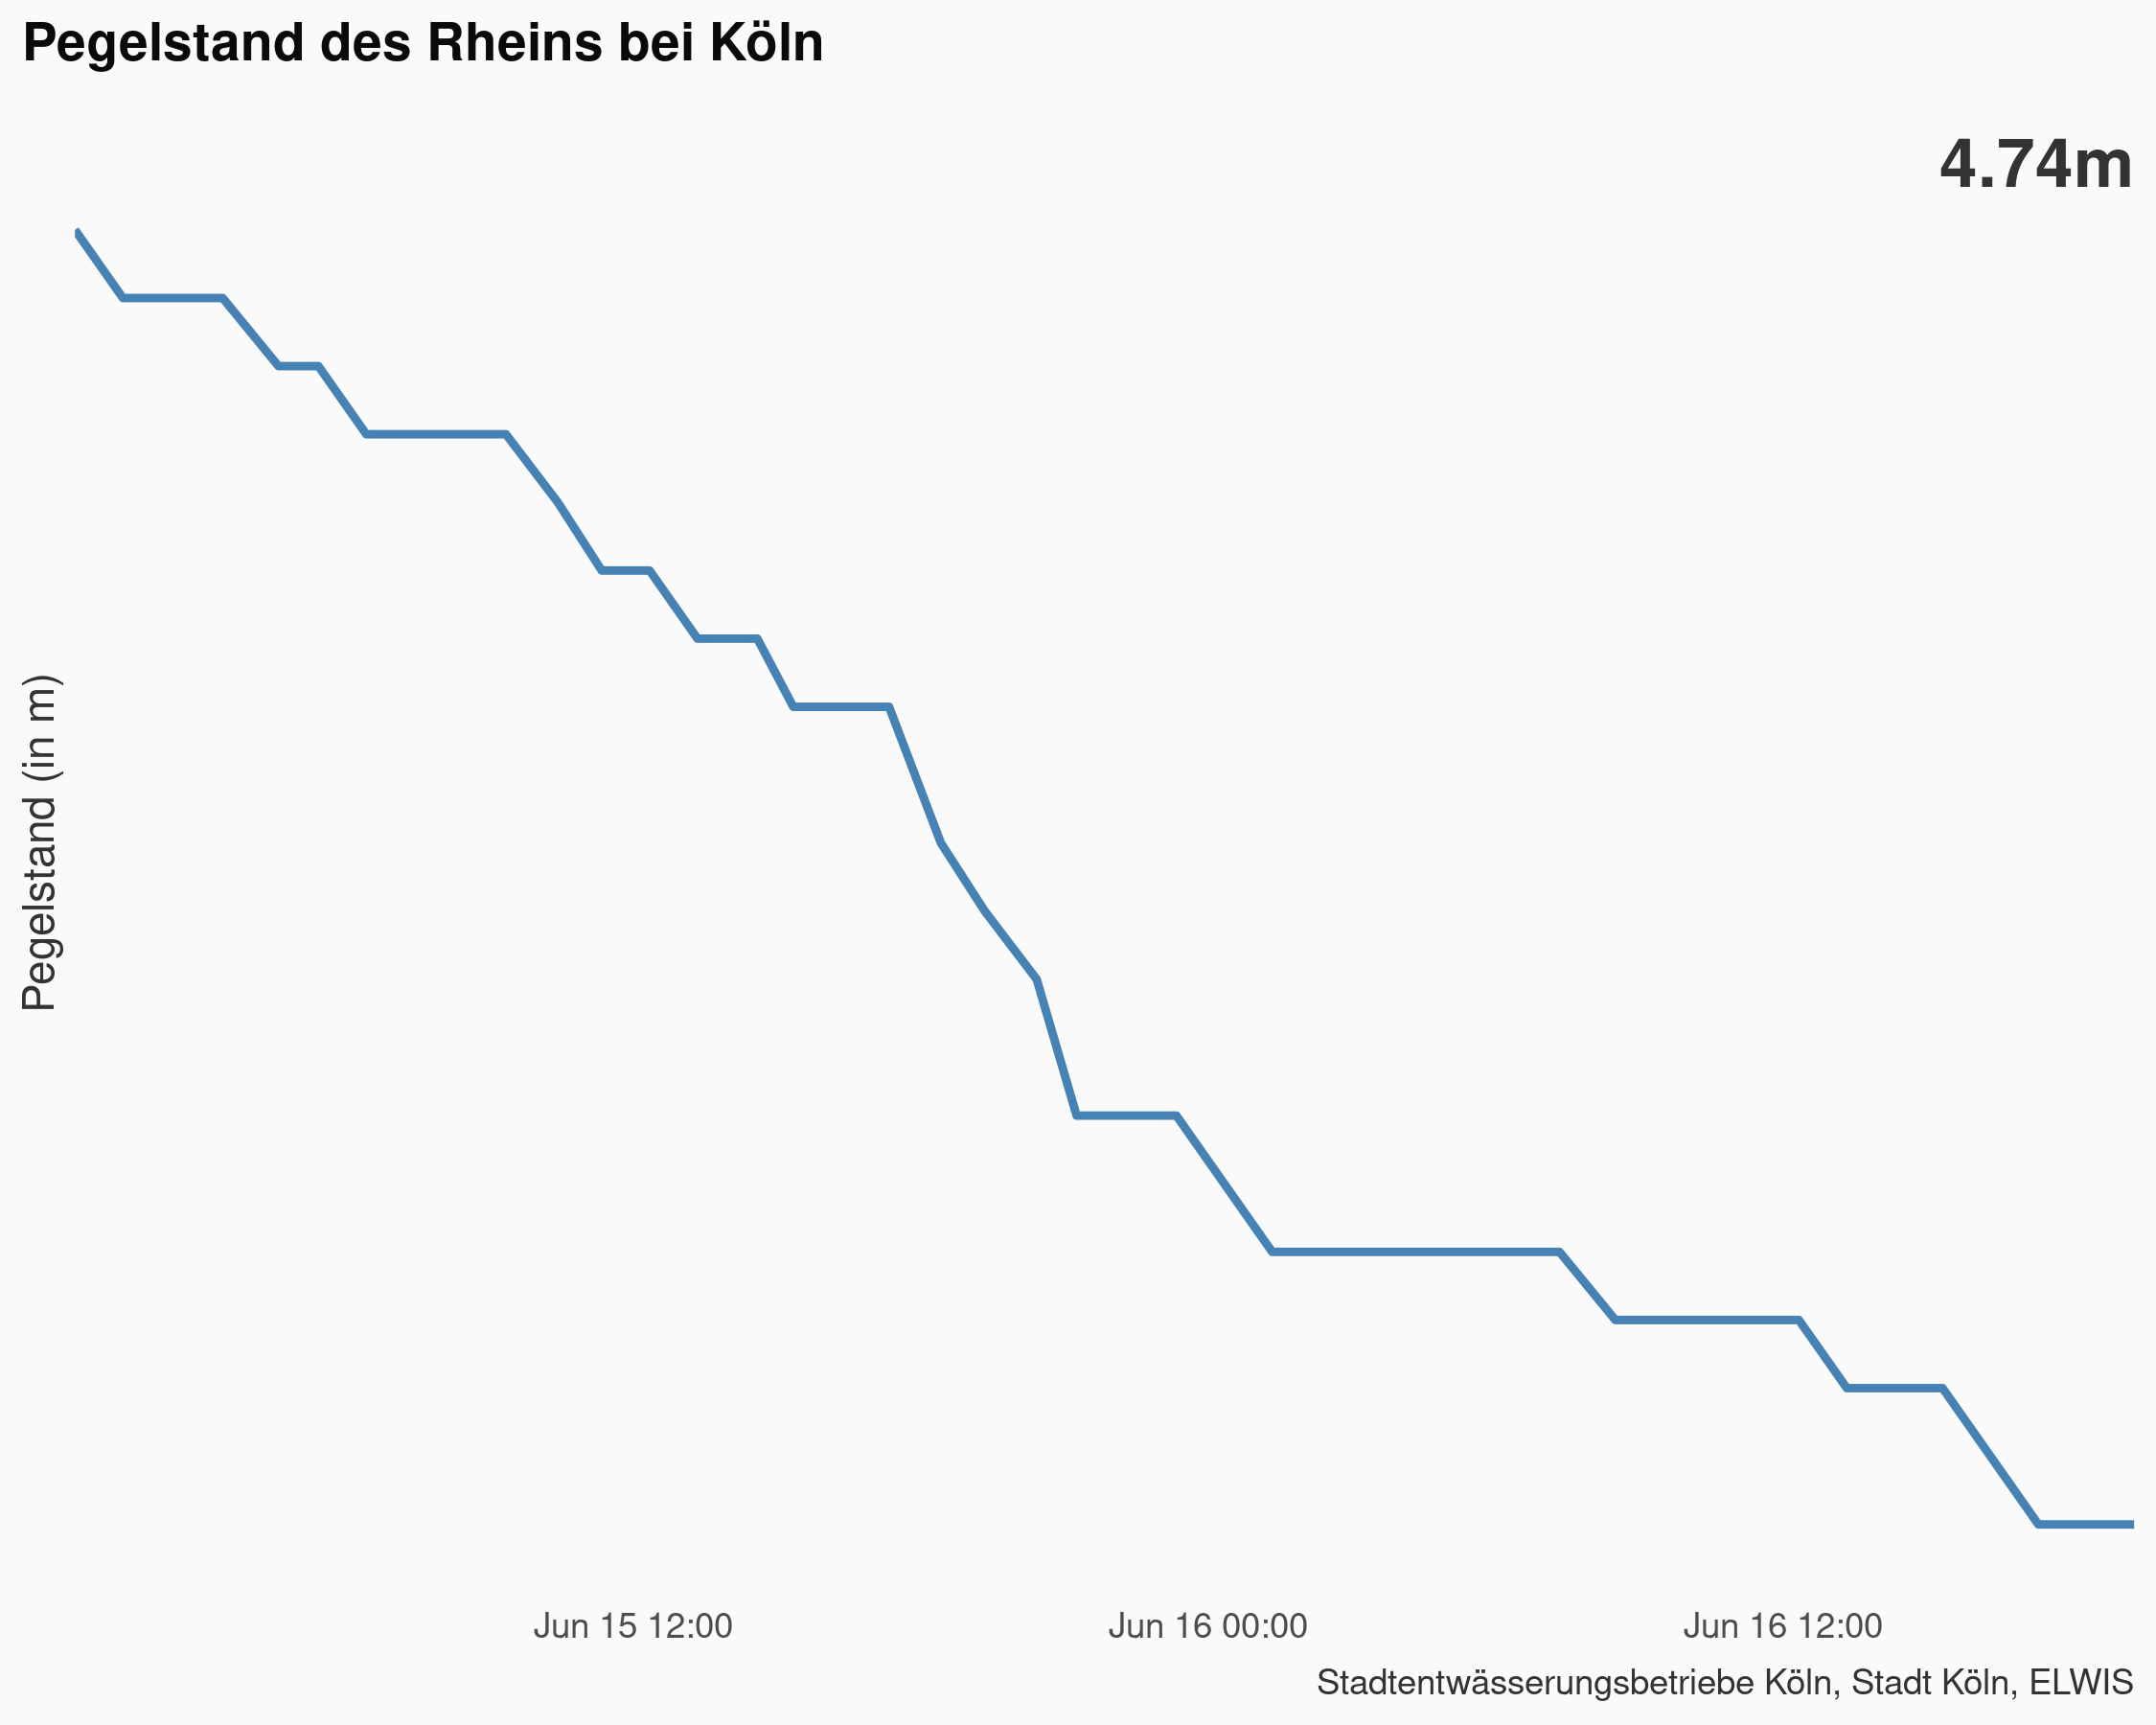 Pegelstand des Rheins bei Köln
4.74m
Pegelstand (in m)
Jun 15 12:00
Jun 16 00:00
Jun 16 12:00
Stadtentwässerungsbetriebe Köln, Stadt Köln, ELWIS